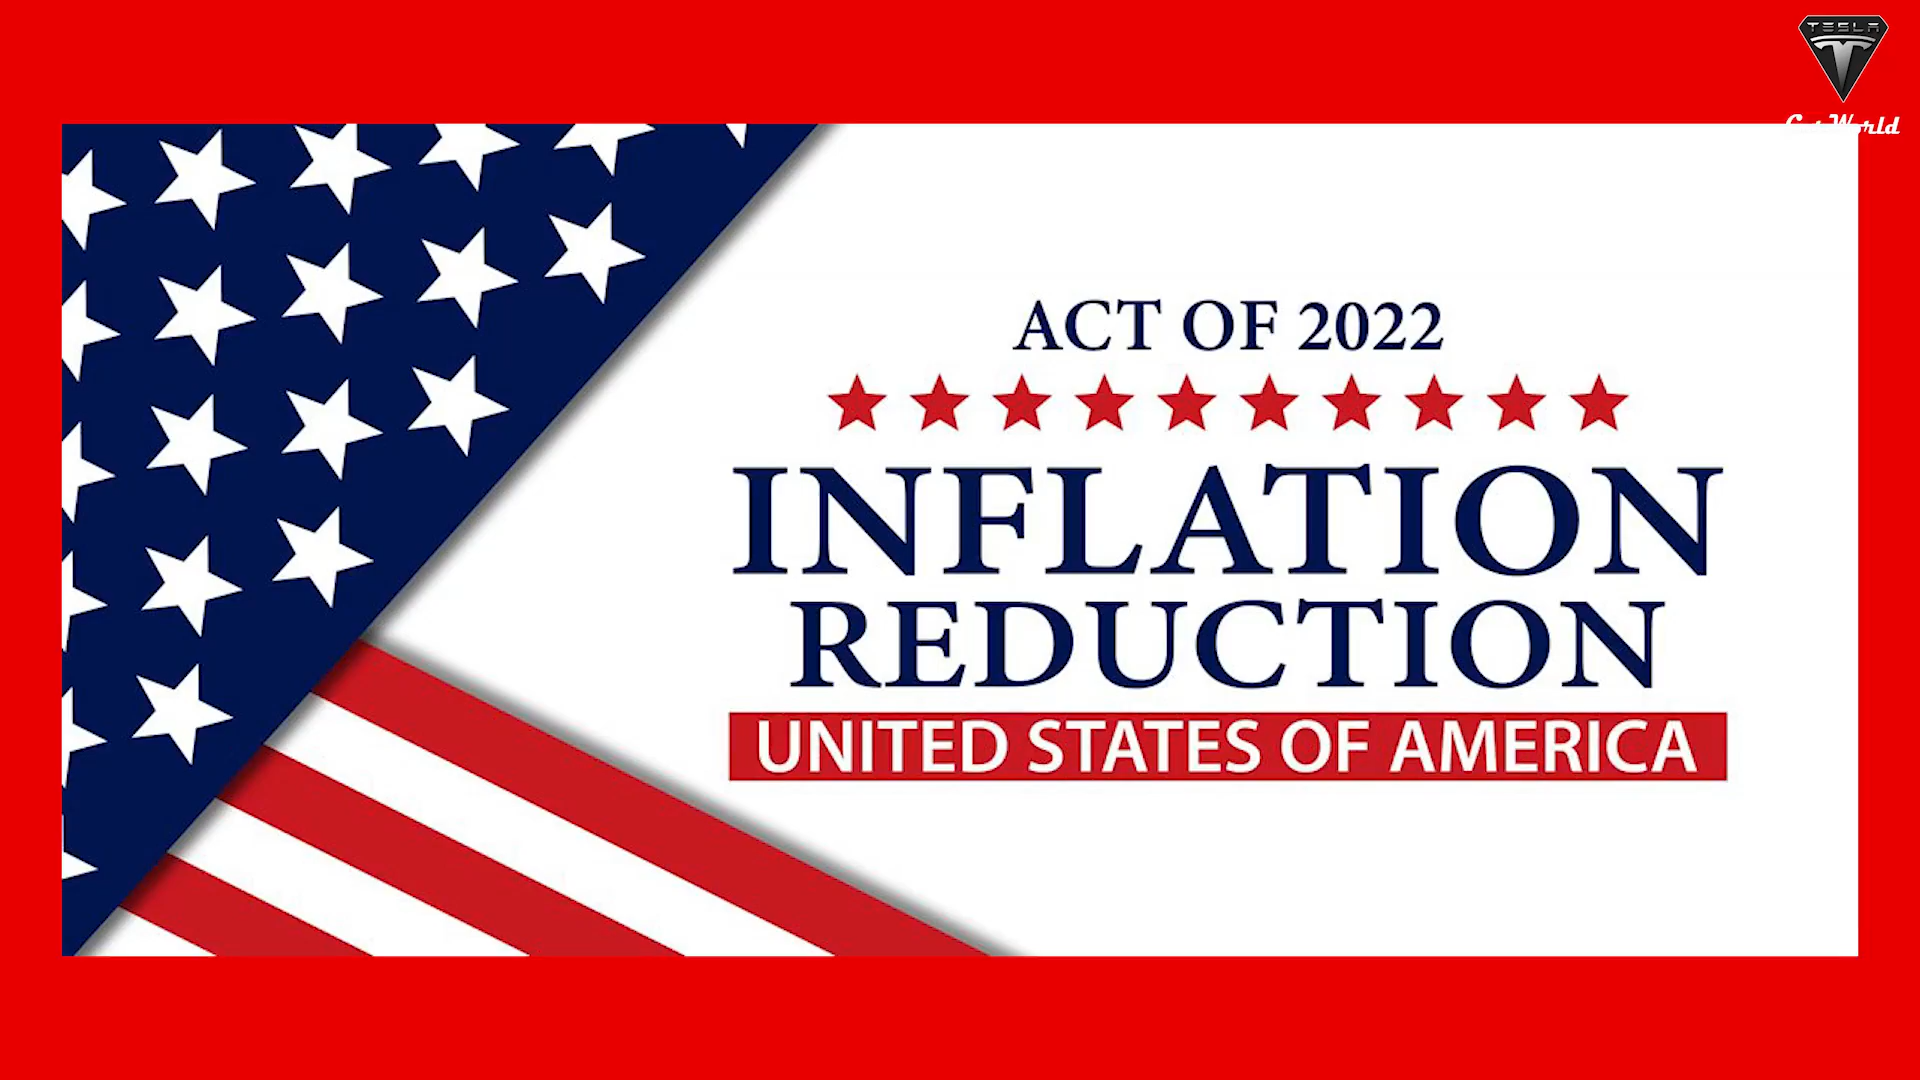 TESLA
ACT OF 2022
INFLATION
REDUCTION
UNITED STATES OF AMERICA